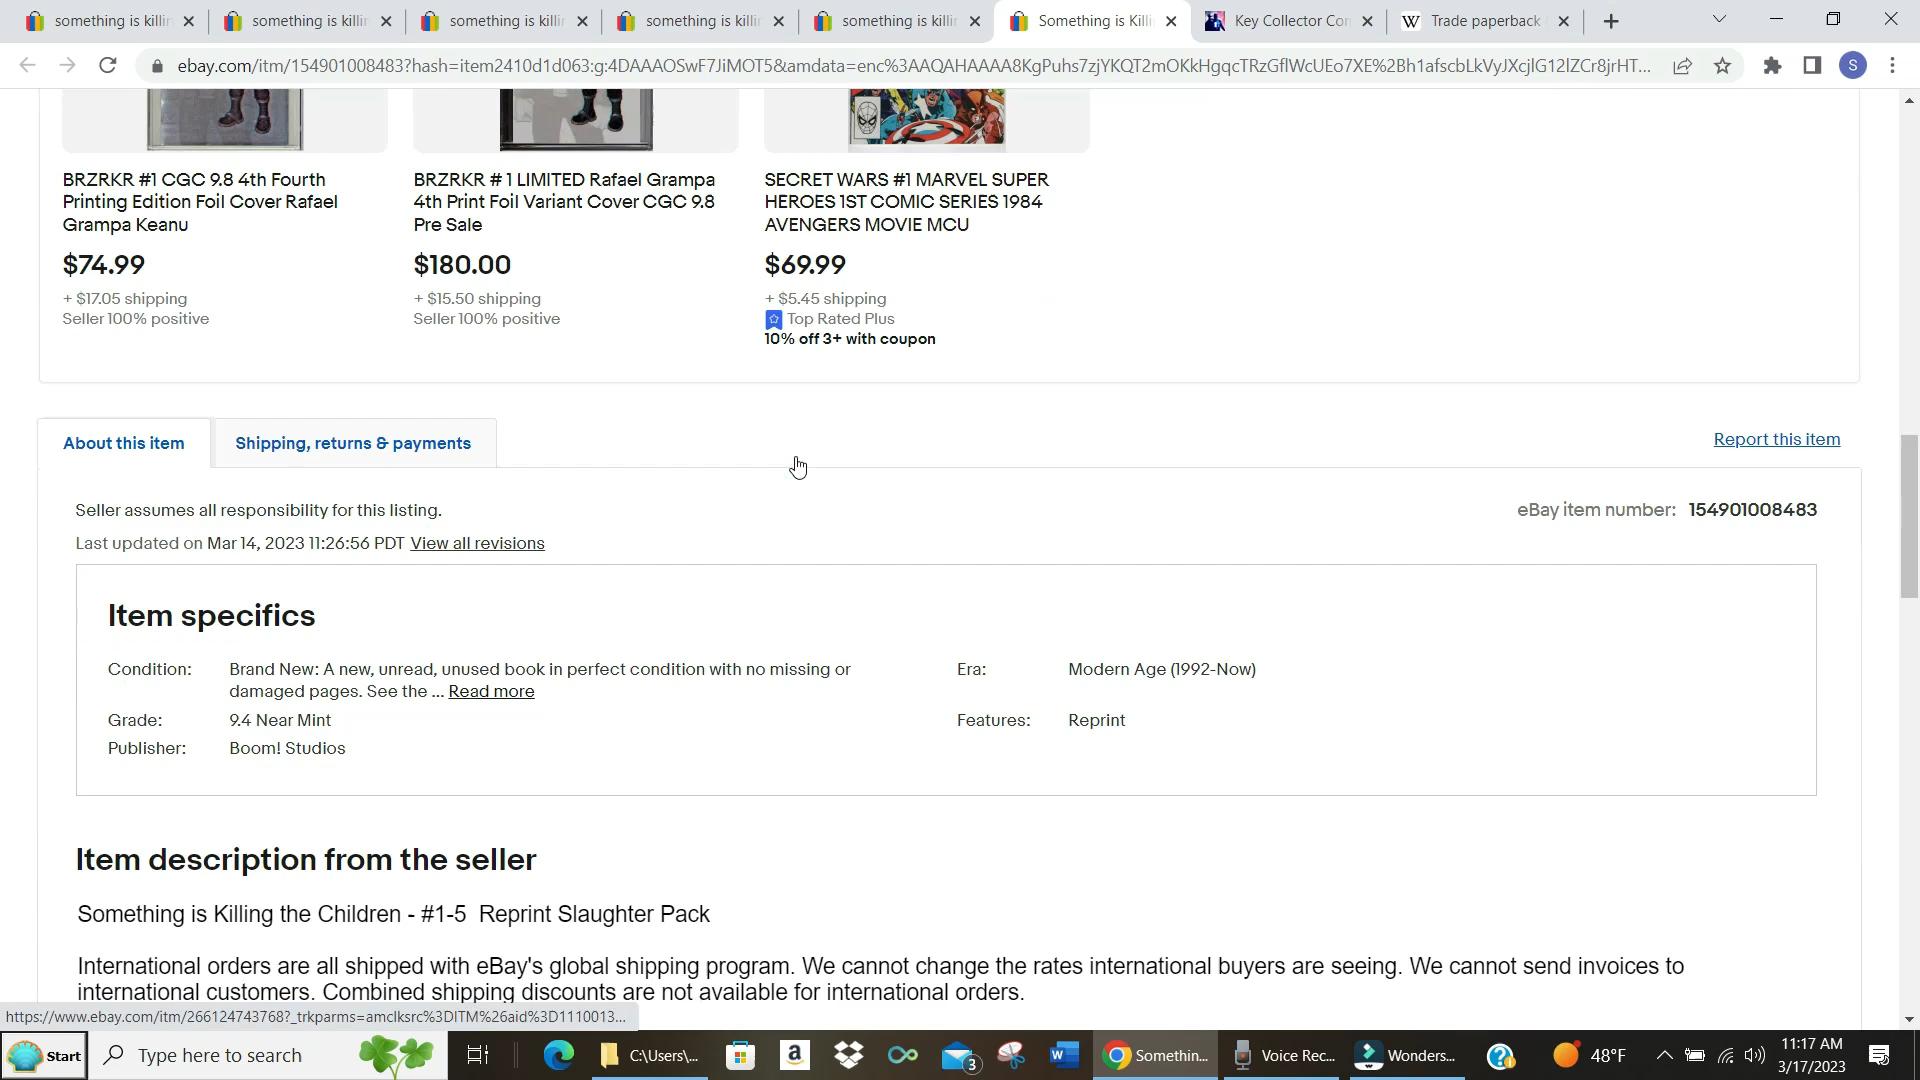 something is killin
something is killin
something is killin
something is killin
something is killin
Something is Killi
Key Collector Con
W Trade paperback
ebay.com/itm/154901008483?hash=item2410d1d063:g:4DAAAOSwF7JiMOT5&amdata=enc%3AAQAHAAAA8KgPuhs7zjYKQT2mOKkHgqcTRzGflWcUEo7XE%2Bh1afscbLkVyJXcjlG12lZCr8jrHT...
S
BRZRKR #1 CGC 9.8 4th Fourth
Printing Edition Foil Cover Rafael
Grampa Keanu
$74.99
+ $17.05 shipping
Seller 100% positive
BRZRKR # 1 LIMITED Rafael Grampa
4th Print Foil Variant Cover CGC 9.8
Pre Sale
$180.00
+ $15.50 shipping
Seller 100% positive
SECRET WARS #1 MARVEL SUPER
HEROES 1ST COMIC SERIES 1984
AVENGERS MOVIE MCU
$69.99
+ $5.45 shipping
Top Rated Plus
10% off 3+ with coupon
About this item
Shipping, returns & payments
Report this item
Seller assumes all responsibility for this listing.
eBay item number: 154901008483
Last updated on Mar 14, 2023 11:26:56 PDT View all revisions
Item specifics
Condition: Brand New: A new, unread, unused book in perfect condition with no missing or
damaged pages. See the ... Read more
Era: Modern Age (1992-Now)
Grade: 9.4 Near Mint
Features: Reprint
Publisher: Boom! Studios
Item description from the seller
Something is Killing the Children - #1-5 Reprint Slaughter Pack
International orders are all shipped with eBay's global shipping program. We cannot change the rates international buyers are seeing. We cannot send invoices to
international customers. Combined shipping discounts are not available for international orders.
https://www.ebay.com/itm/266124743768?_trkparms=amclksrc%3DITM%26aid%3D1110013...
Start
Type here to search
C:\Users\...
a
3
W
Somethin...
Voice Rec...
Wonders...
48°F
11:17 AM
3/17/2023